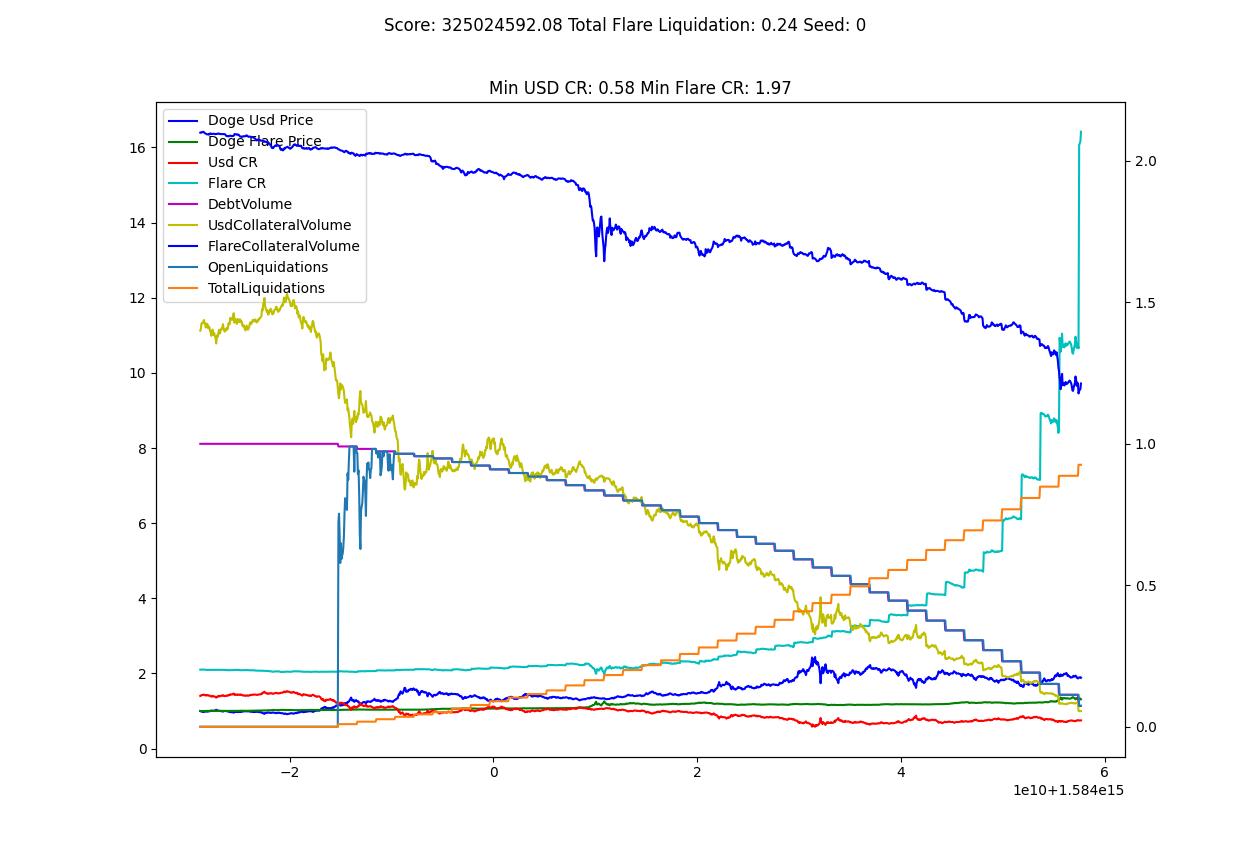 Score: 325024592.08 Total Flare Liquidation: 0.24 Seed: 0
Min USD CR: 0.58 Min Flare CR: 1.97
Doge Usd Price
Doge Flare Price
Usd CR
Flare CR
DebtVolume
UsdCollateralVolume
FlareCollateralVolume
OpenLiquidations
TotalLiquidations
16
14
12
10
8
6
4
2
0
2.0
1.5
1.0
0.5
0.0
−2
0
2
4
6
1e10+1.584e15